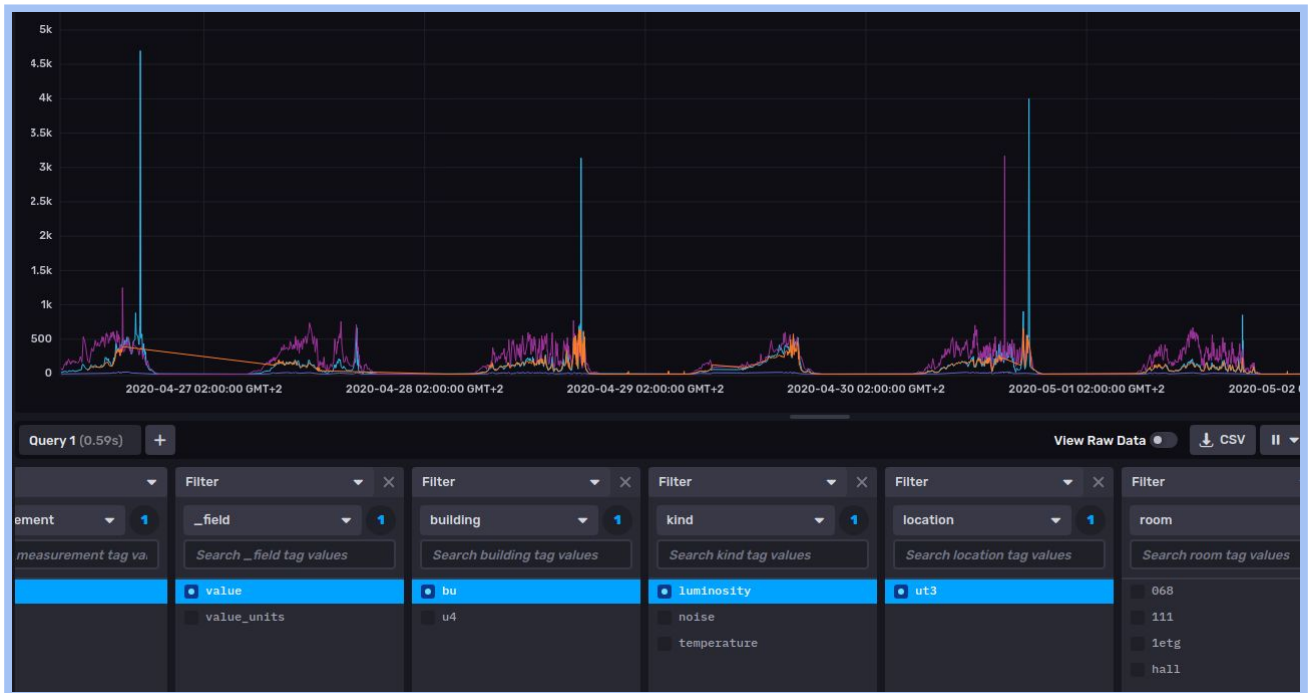 5k
4.5k
4k
3.5k
3k
2.5k
2k
1.5k
1k
500
0
2020-04-27 02:00:00 GMT+2 2020-04-28 02:00:00 GMT+2 2020-04-29 02:00:00 GMT+2 2020-04-30 02:00:00 GMT+2 2020-05-01 02:00:00 GMT+2 2020-05-02
Query 1 (0.59s) + View Raw Data CSV
Filter Filter Filter Filter Filter
ement 1 _field 1 building 1 kind 1 location 1 room
measurement tag va Search _field tag values Search building tag values Search kind tag values Search location tag values Search room tag values
value bu luminosity ut3 068
value_units u4 noise 111
temperature 1etg
hall